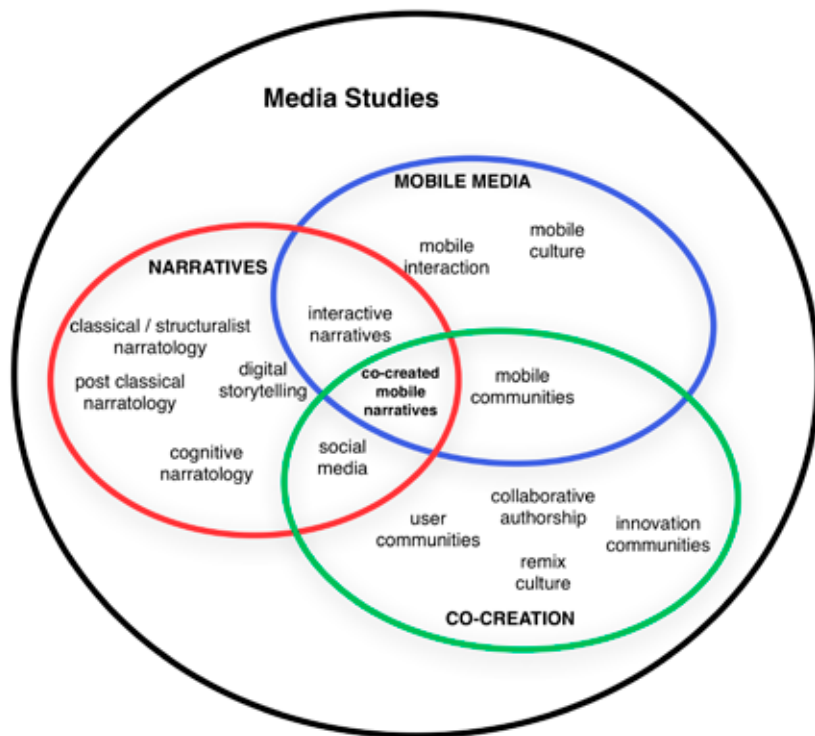 Media Studies
MOBILE MEDIA
mobile
culture
mobile
interaction
NARRATIVES
interactive
narratives
classical / structuralist
narratology
digital
storytelling
post classical
narratology
co-created
mobile
narratives
mobile
communities
cognitive
narratology
social
media
collaborative
authorship
user
communities
innovation
communities
remix
culture
CO-CREATION